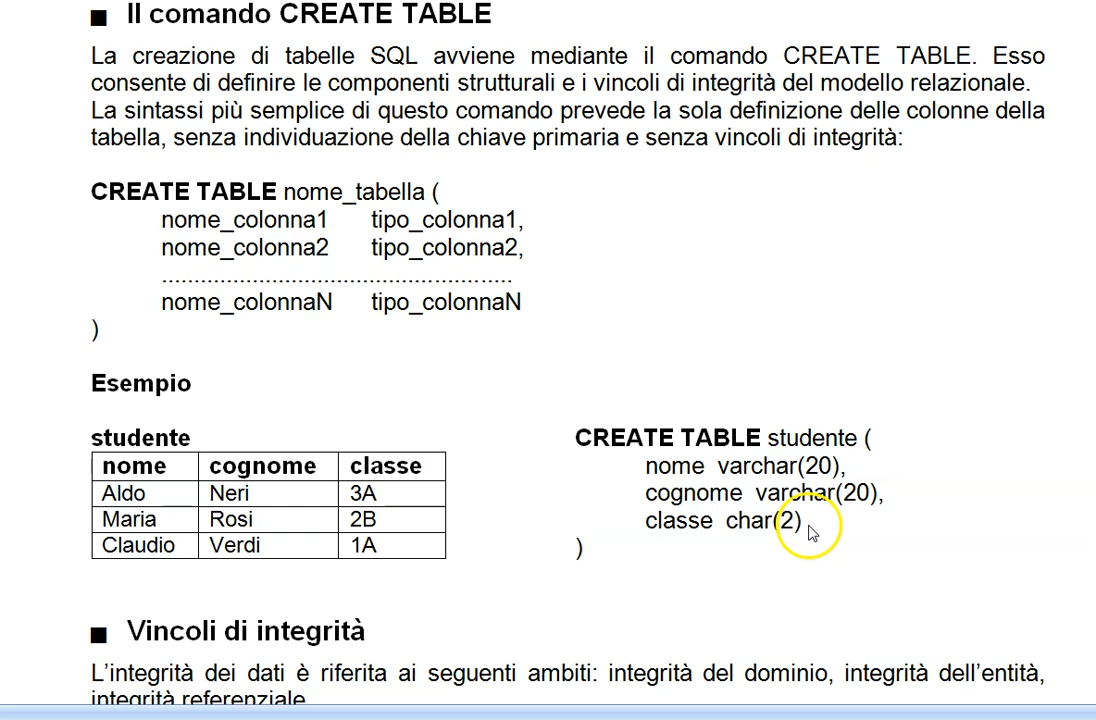 ■ Il comando CREATE TABLE
La creazione di tabelle SQL avviene mediante il comando CREATE TABLE. Esso
consente di definire le componenti strutturali e i vincoli di integrità del modello relazionale.
La sintassi più semplice di questo comando prevede la sola definizione delle colonne della
tabella, senza individuazione della chiave primaria e senza vincoli di integrità:
CREATE TABLE nome_tabella (
nome_colonna1 tipo_colonna1,
nome_colonna2 tipo_colonna2,
......................................................
nome_colonnaN tipo_colonnaN
)
Esempio
studente
nome cognome classe
Aldo Neri 3A
Maria Rosi 2B
Claudio Verdi 1A
CREATE TABLE studente (
nome varchar(20),
cognome varchar(20),
classe char(2)
)
■ Vincoli di integrità
L'integrità dei dati è riferita ai seguenti ambiti: integrità del dominio, integrità dell'entità,
integrità referenziale